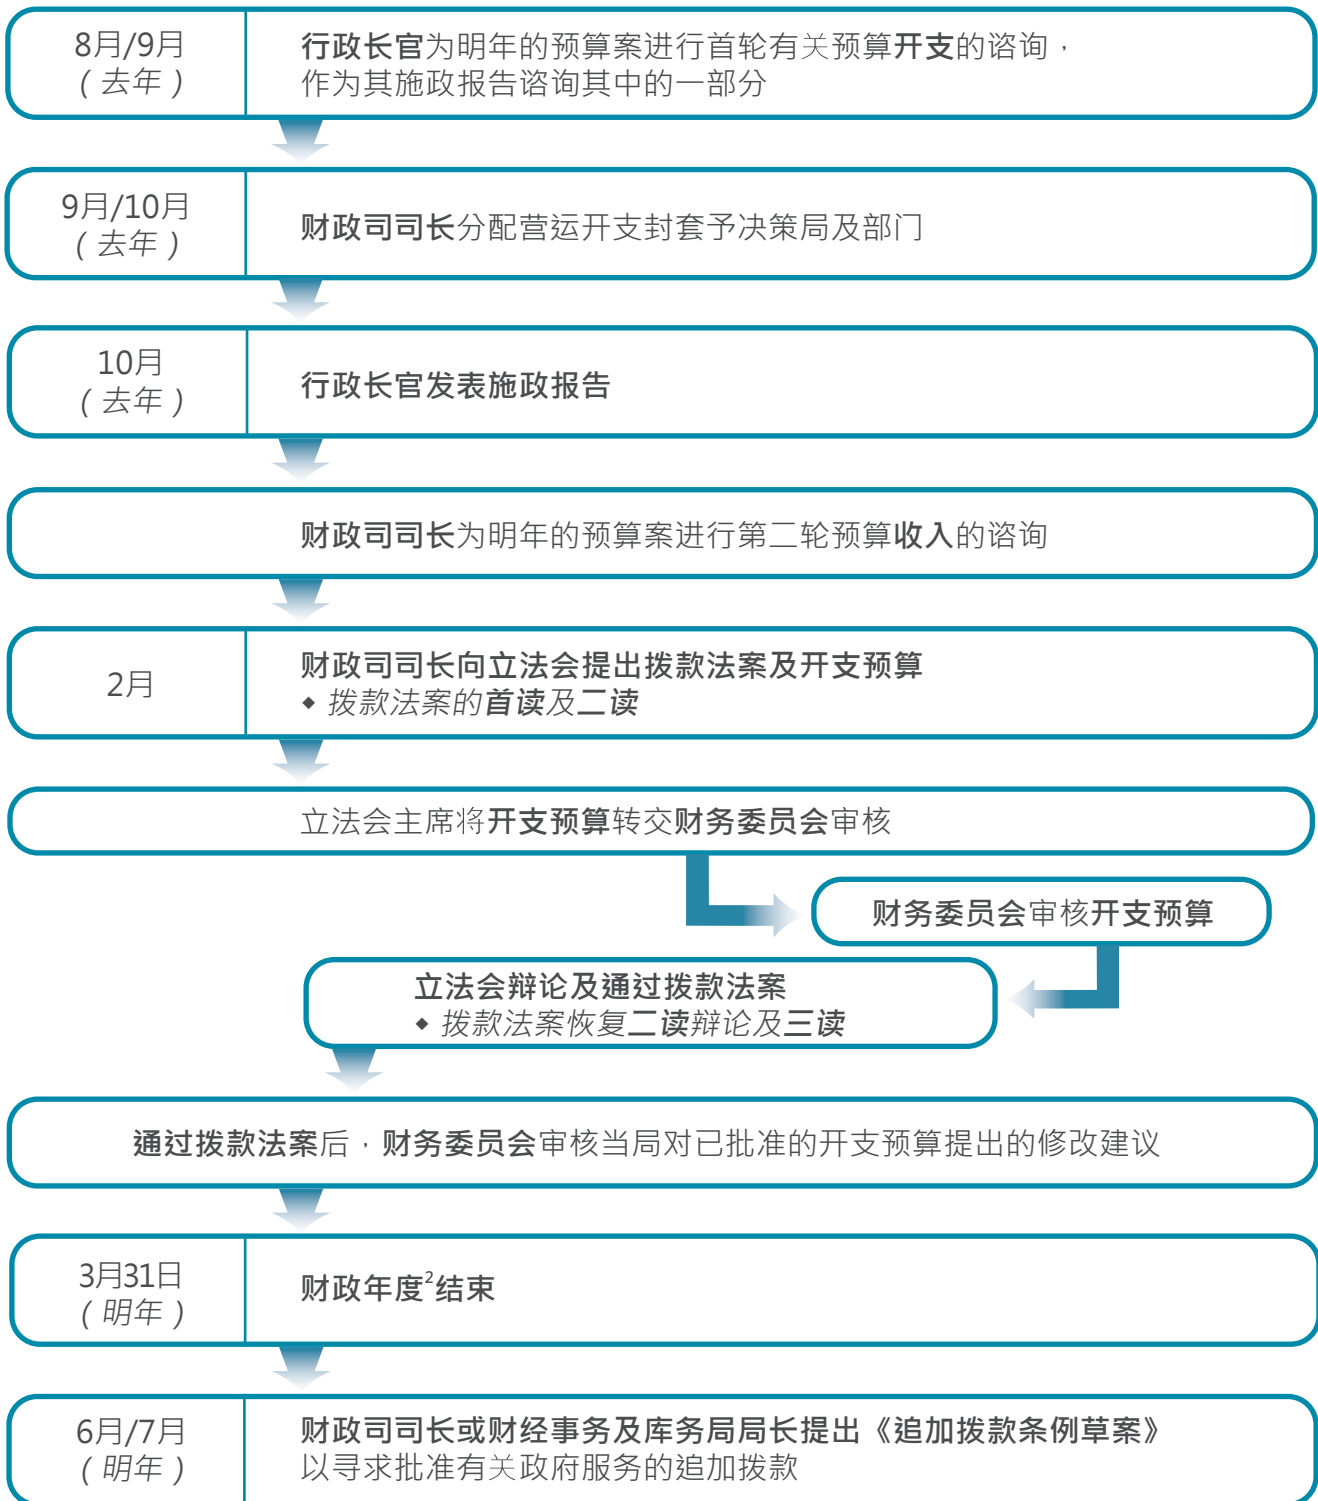 8月/9月
（去年）
行政长官为明年的预算案进行首轮有关预算开支的谘询，
作为其施政报告谘询其中的一部分
9月/10月
（去年）
财政司司长分配营运开支封套予决策局及部门
10月
（去年）
行政长官发表施政报告
财政司司长为明年的预算案进行第二轮预算收入的谘询
2月
财政司司长向立法会提出拨款法案及开支预算
◆ 拨款法案的首读及二读
立法会主席将开支预算转交财务委员会审核
财务委员会审核开支预算
立法会辩论及通过拨款法案
◆ 拨款法案恢复二读辩论及三读
通过拨款法案后，财务委员会审核当局对已批准的开支预算提出的修改建议
3月31日
（明年）
财政年度²结束
6月/7月
（明年）
财政司司长或财经事务及库务局局长提出《追加拨款条例草案》
以寻求批准有关政府服务的追加拨款